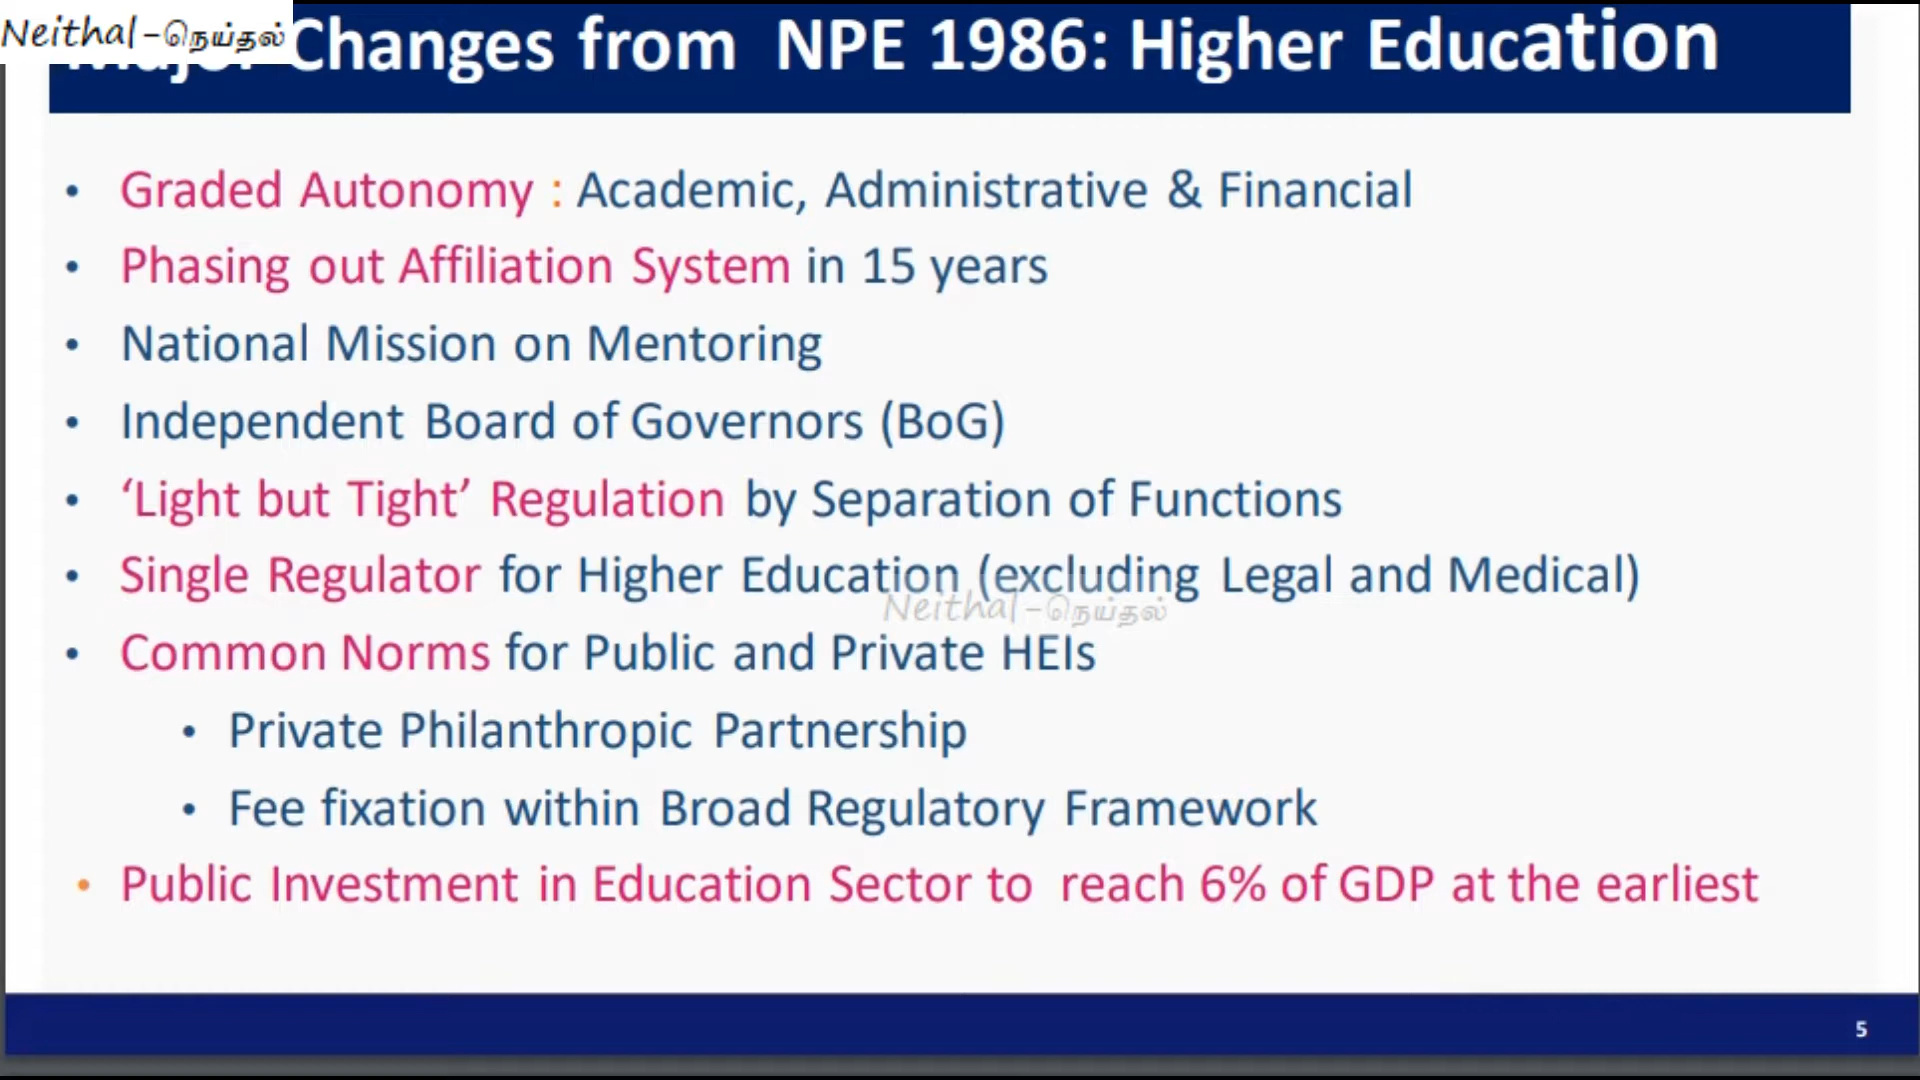 Neithal-நெய்தல்
Major Changes from NPE 1986: Higher Education
• Graded Autonomy : Academic, Administrative & Financial
• Phasing out Affiliation System in 15 years
• National Mission on Mentoring
• Independent Board of Governors (BoG)
• ‘Light but Tight’ Regulation by Separation of Functions
• Single Regulator for Higher Education (excluding Legal and Medical)
Neithal-நெய்தல்
• Common Norms for Public and Private HEIs
• Private Philanthropic Partnership
• Fee fixation within Broad Regulatory Framework
• Public Investment in Education Sector to reach 6% of GDP at the earliest
5